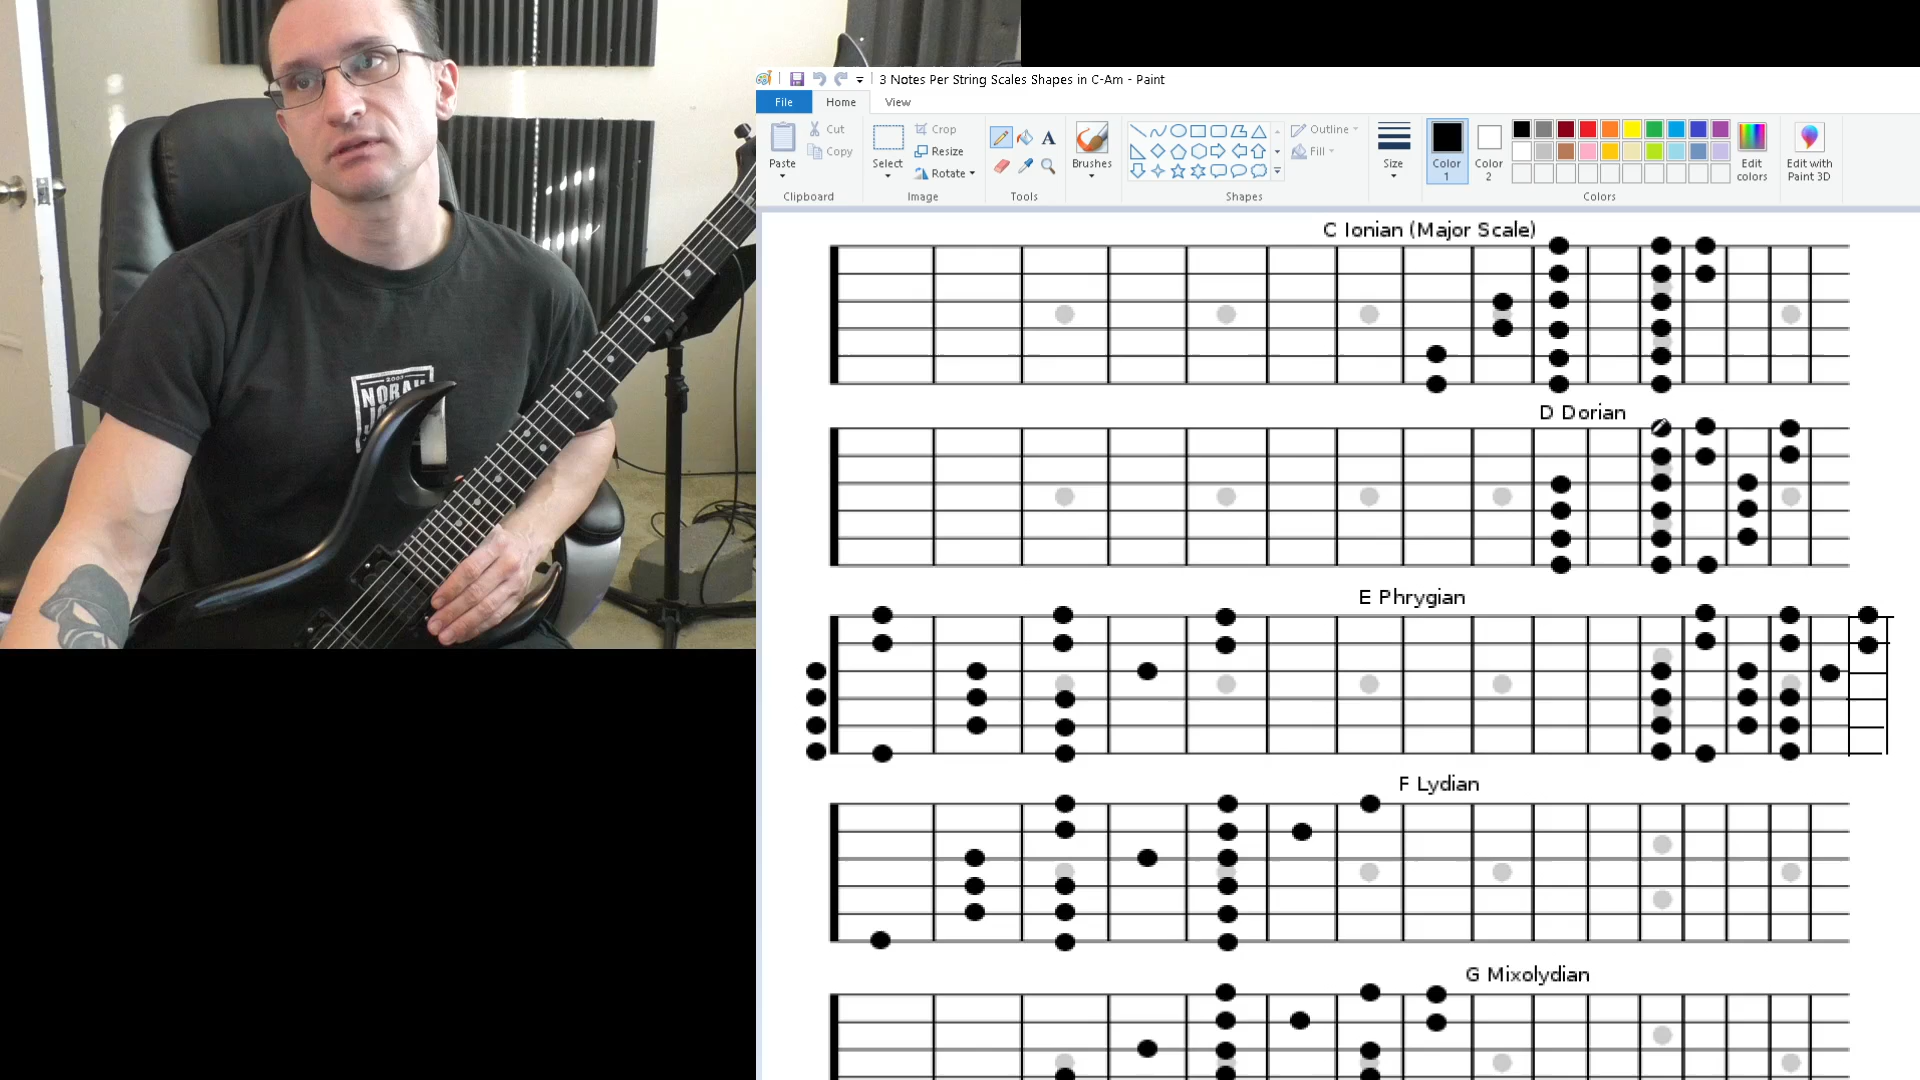 3 Notes Per String Scales Shapes in C-Am - Paint
File Home View
Paste
Cut
Copy
Clipboard
Select
Crop
Resize
Rotate
Image
A
Tools
Brushes
Shapes
Outline
Fill
Size
Color
1
Color
2
Edit
colors
Colors
Edit with
Paint 3D
C Ionian (Major Scale)
D Dorian
E Phrygian
F Lydian
G Mixolydian
2003
NORAH